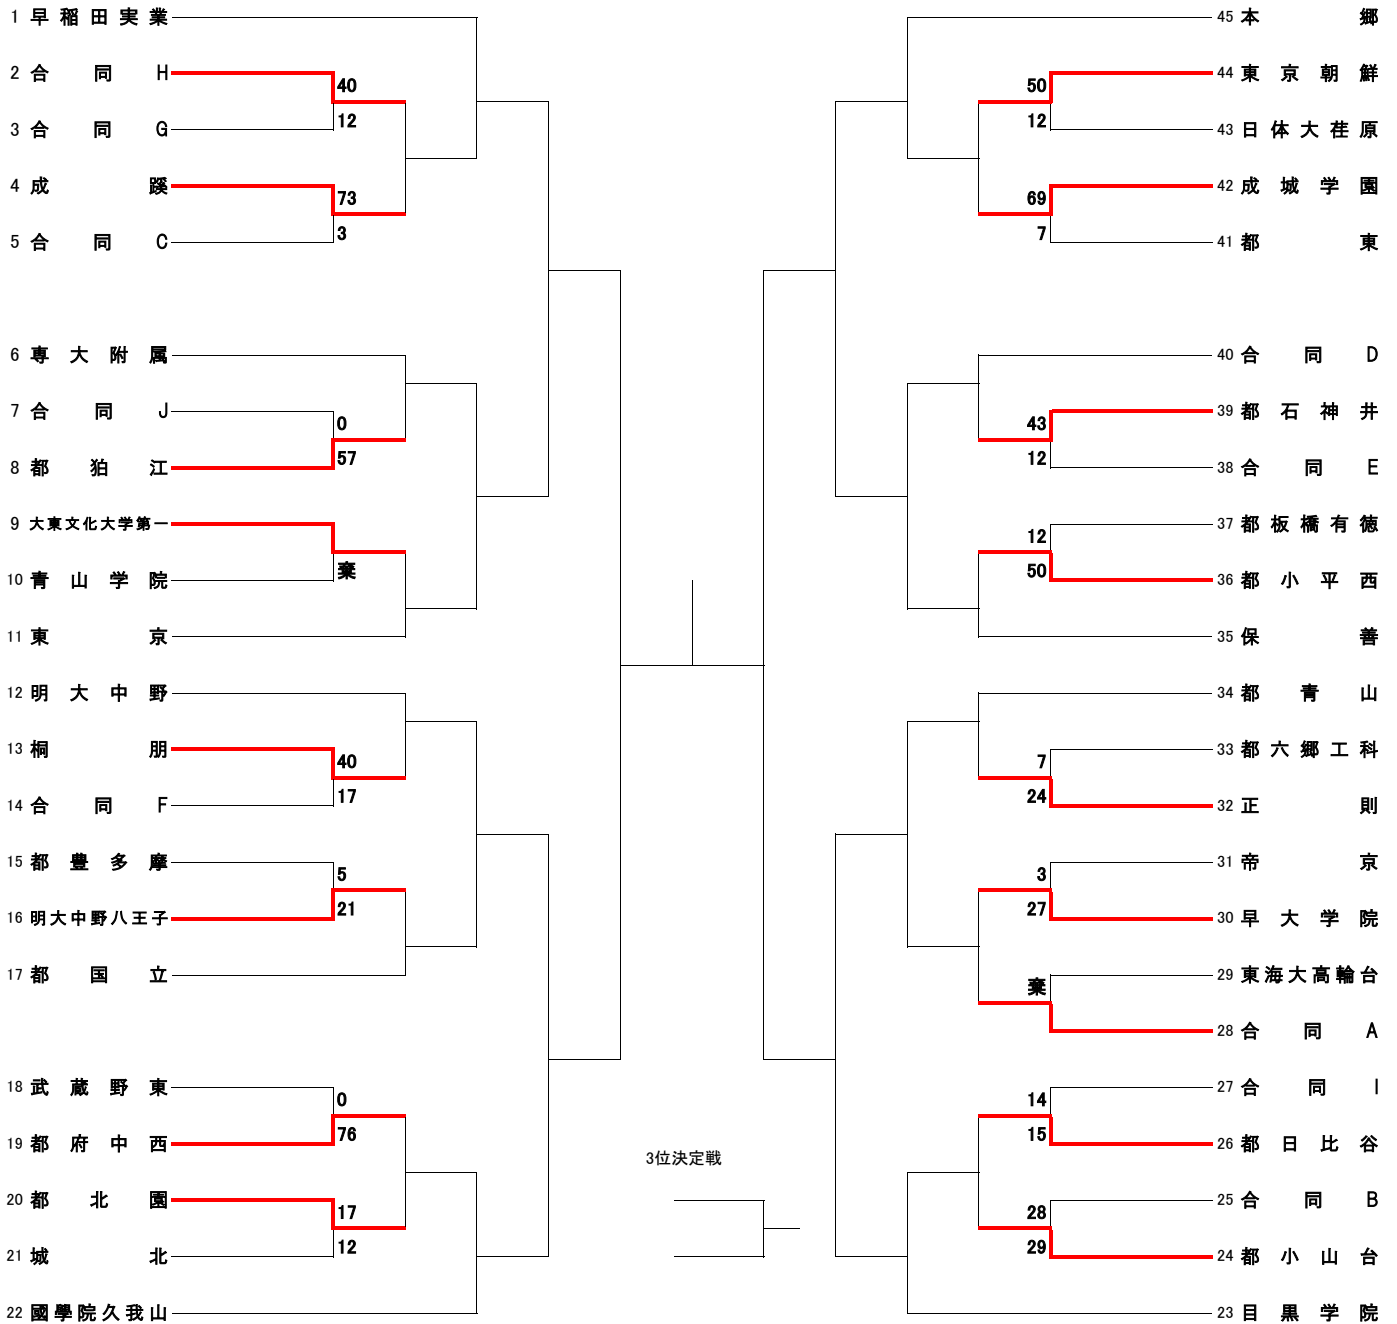 1 早稲田実業
2 合同H
40
3 合同G
12
4 成蹊
73
5 合同C
3
6 専大附属
7 合同J
0
8 都狛江
57
9 大東文化大学第一
10 青山学院
棄
11 東京
12 明大中野
13 桐朋
40
14 合同F
17
15 都豊多摩
5
16 明大中野八王子
21
17 都国立
18 武蔵野東
0
19 都府中西
76
20 都北園
17
21 城北
12
22 國學院久我山
3位決定戦
45 本郷
44 東京朝鮮
50
43 日体大荏原
12
42 成城学園
69
41 都東
7
40 合同D
39 都石神井
43
38 合同E
12
37 都板橋有徳
12
36 都小平西
50
35 保善
34 都青山
33 都六郷工科
7
32 正則
24
31 帝京
3
30 早大学院
27
29 東海大高輪台
棄
28 合同A
27 合同I
14
26 都日比谷
15
25 合同B
28
24 都小山台
29
23 目黒学院